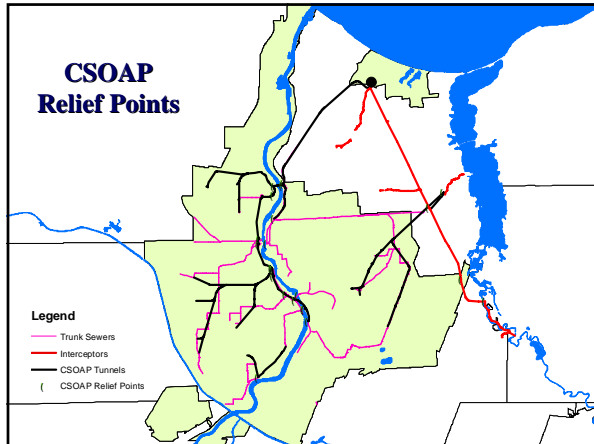 CSOAP
Relief Points
Legend
Trunk Sewers
Interceptors
CSOAP Tunnels
( CSOAP Relief Points